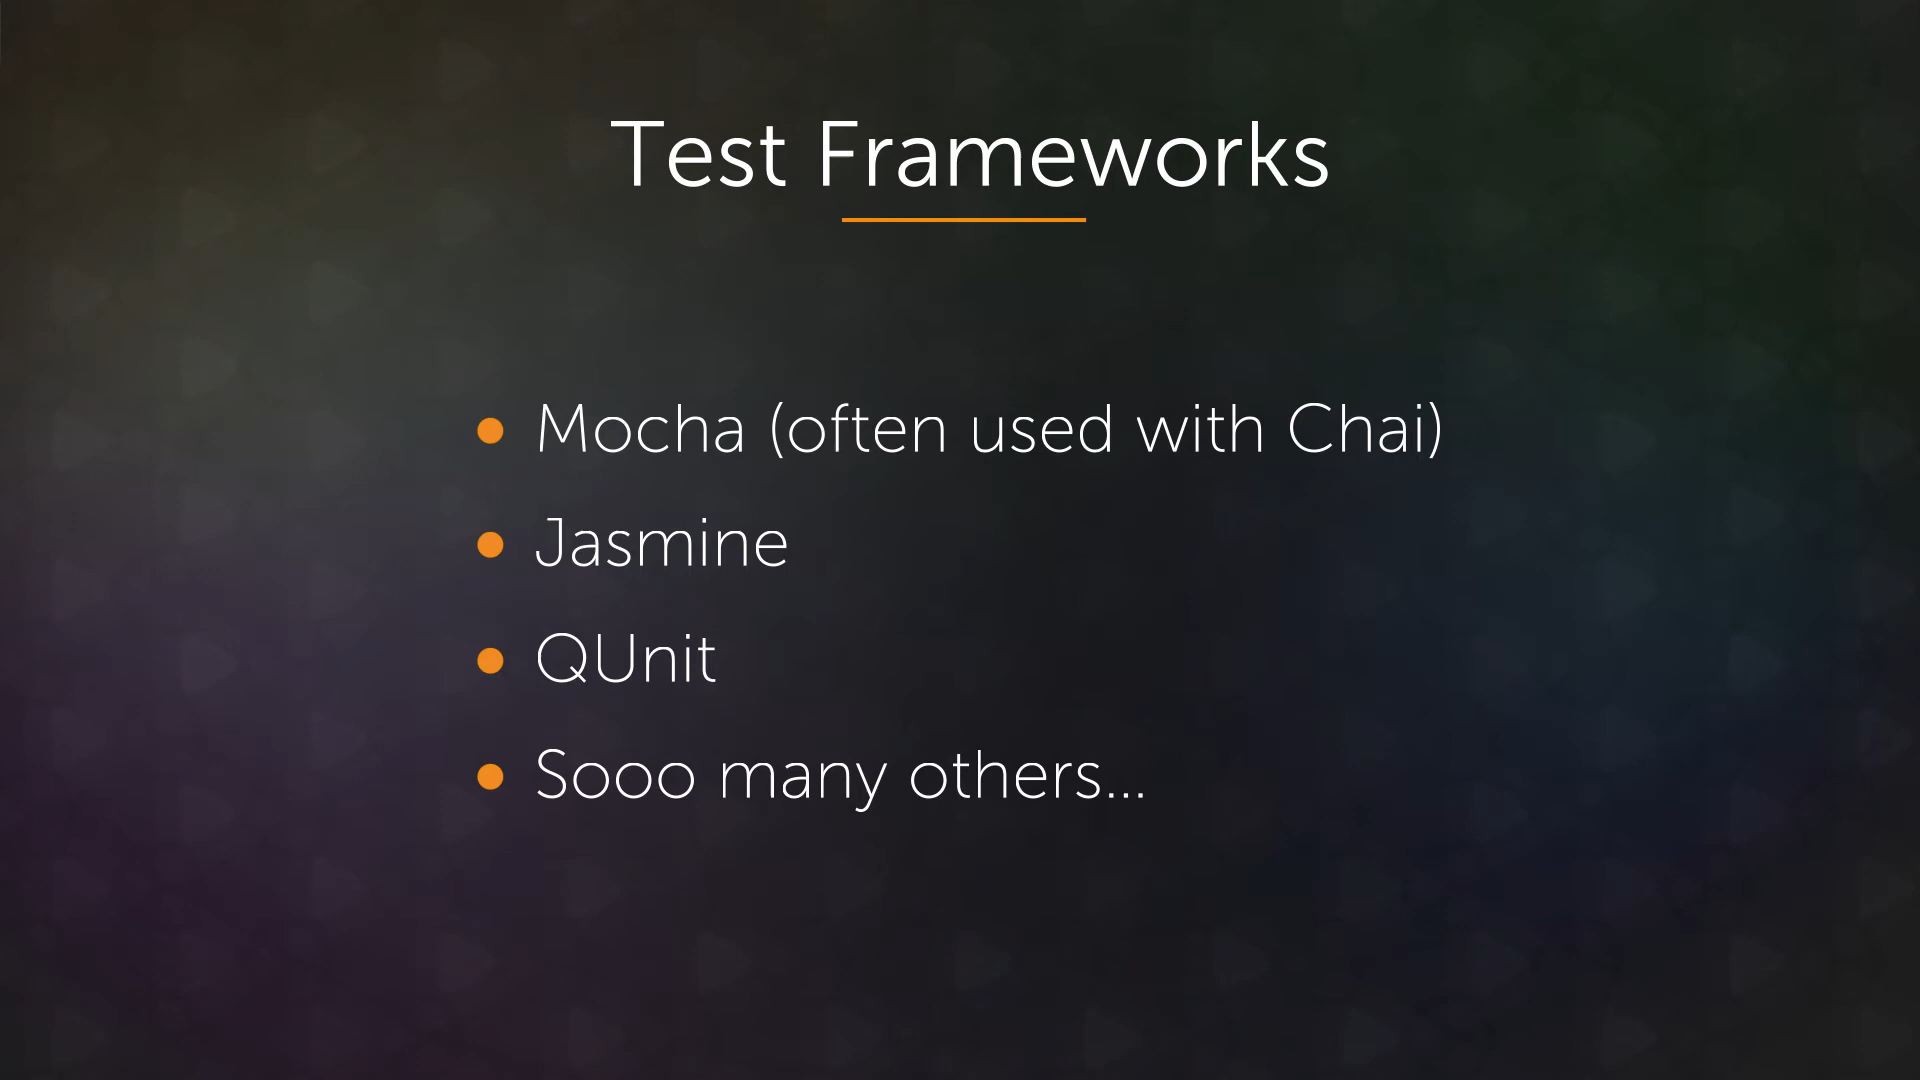 Test Frameworks
Mocha (often used with Chai)
Jasmine
QUnit
Sooo many others...